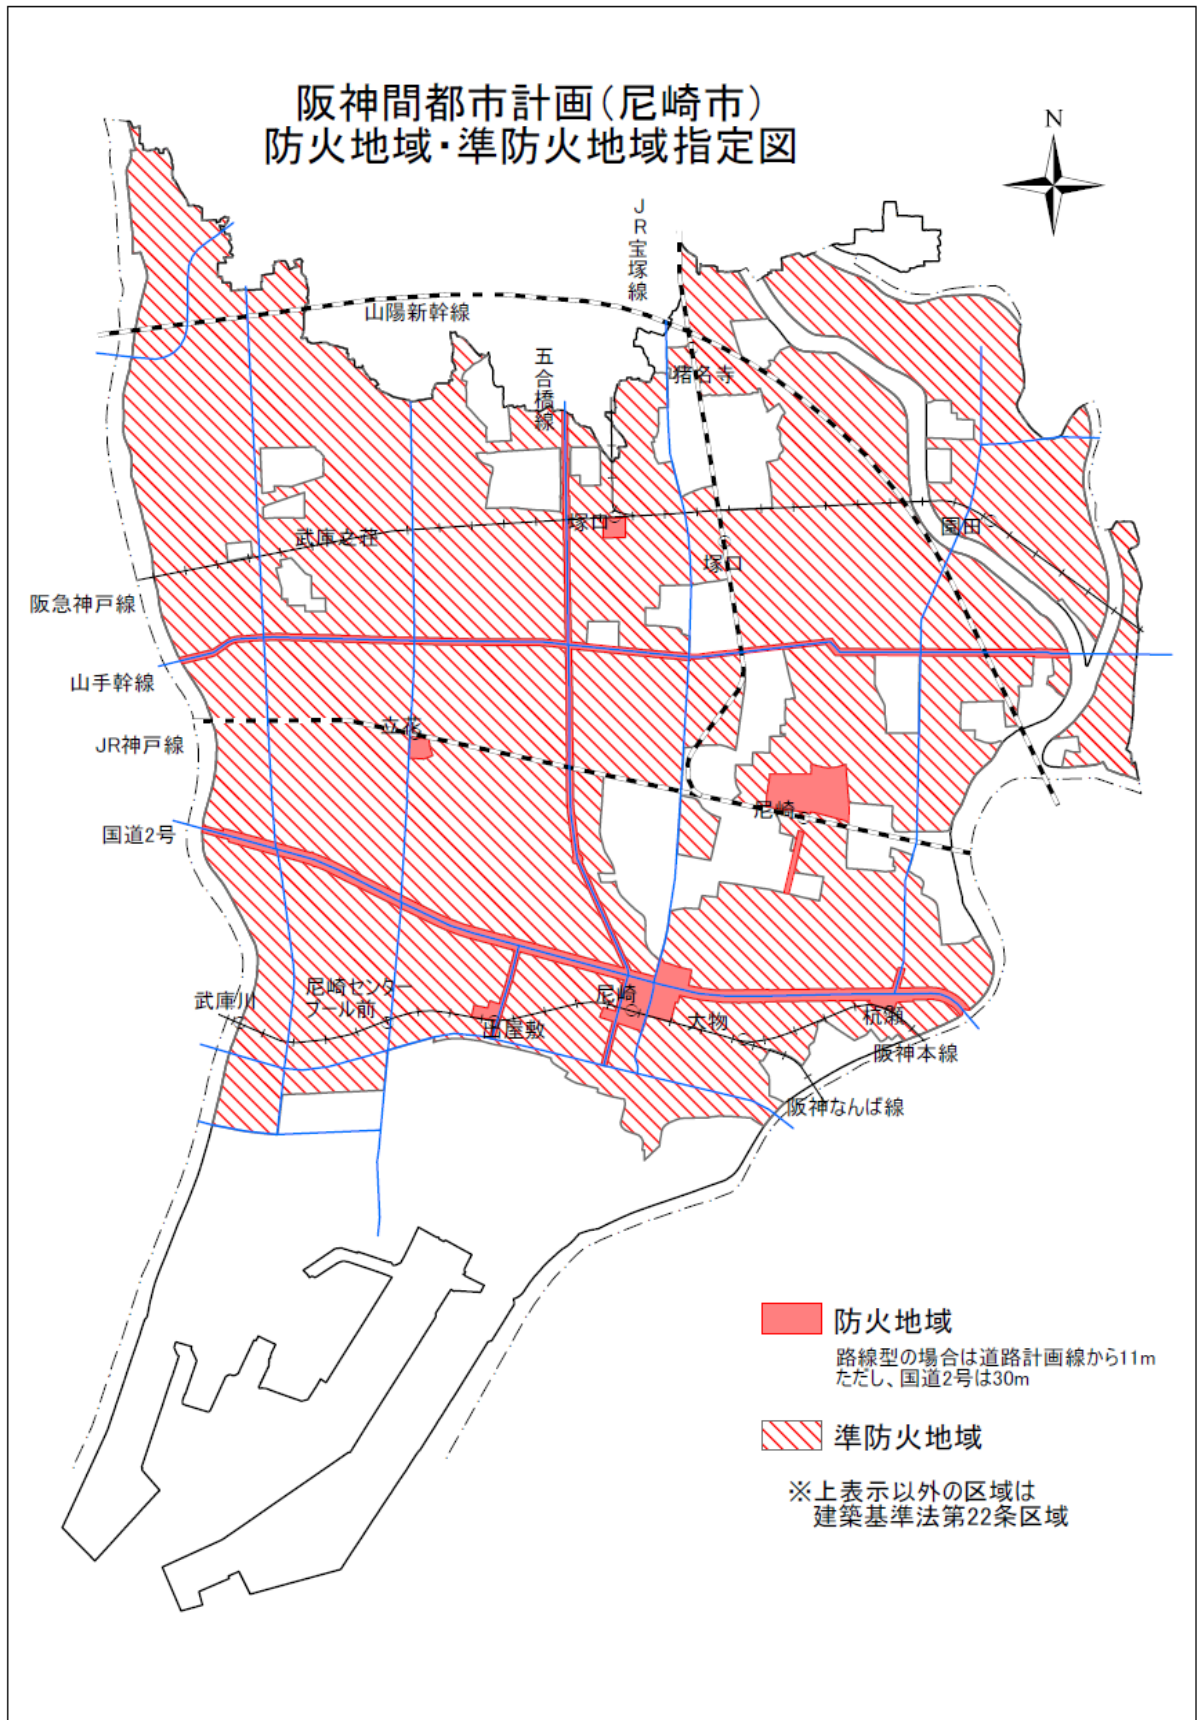 阪神間都市計画(尼崎市)
防火地域・準防火地域指定図
N
JR宝塚線
山陽新幹線
五合橋線
猪名寺
塚口
園田
武庫之荘
塚口
阪急神戸線
山手幹線
立花
JR神戸線
尼崎
国道2号
武庫川
尼崎センター
プール前
尼崎
出屋敷
大物
杭瀬
阪神本線
阪神なんば線
防火地域
路線型の場合は道路計画線から11m
ただし、国道2号は30m
準防火地域
※上表示以外の区域は
建築基準法第22条区域